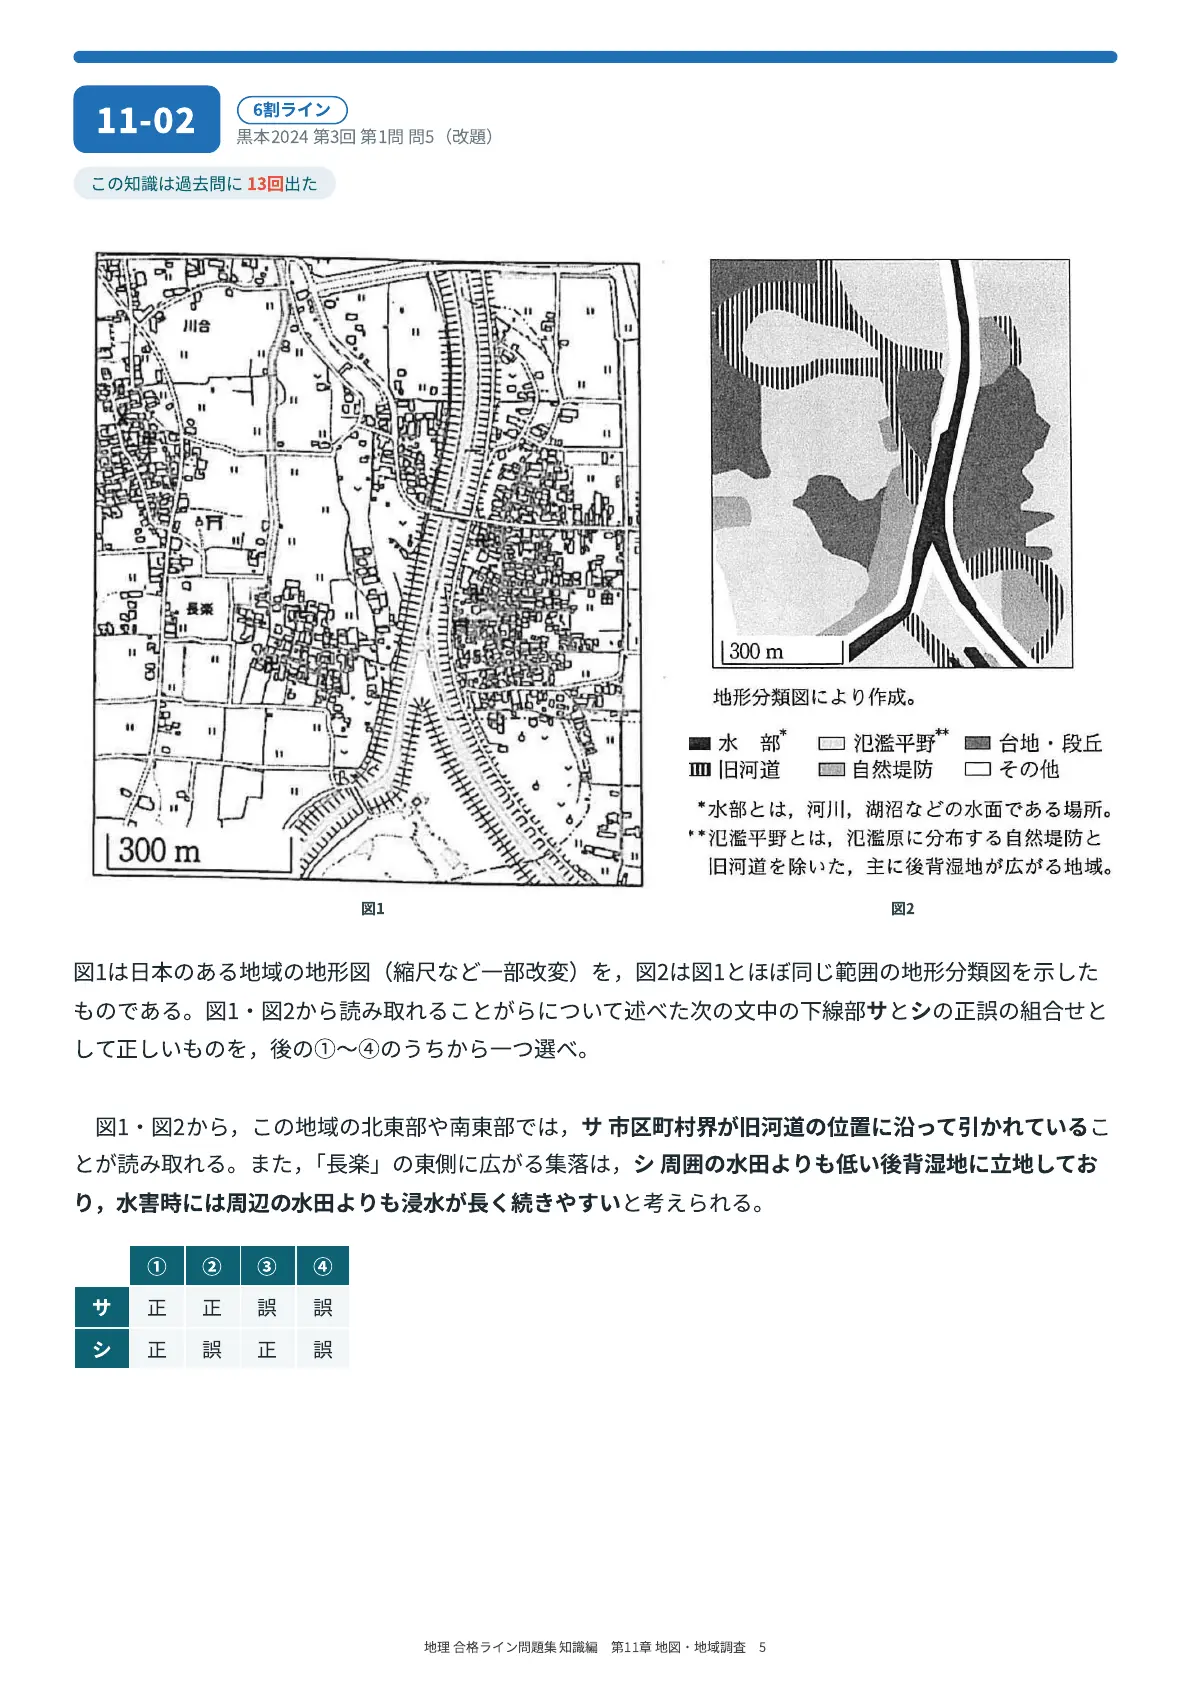 11-02
6割ライン
黒本2024 第3回 第1問 問5（改題）
この知識は過去問に 13回出た
川合
長楽
田
300 m
図1
300 m
地形分類図により作成。
水　部*　氾濫平野**　台地・段丘
旧河道　自然堤防　その他
*水部とは，河川，湖沼などの水面である場所。
**氾濫平野とは，氾濫原に分布する自然堤防と
旧河道を除いた，主に後背湿地が広がる地域。
図2
図1は日本のある地域の地形図（縮尺など一部改変）を，図2は図1とほぼ同じ範囲の地形分類図を示した
ものである。図1・図2から読み取れることがらについて述べた次の文中の下線部サとシの正誤の組合せと
して正しいものを，後の①～④のうちから一つ選べ。
図1・図2から，この地域の北東部や南東部では，サ 市区町村界が旧河道の位置に沿って引かれているこ
とが読み取れる。また，「長楽」の東側に広がる集落は，シ 周囲の水田よりも低い後背湿地に立地してお
り，水害時には周辺の水田よりも浸水が長く続きやすいと考えられる。
① ② ③ ④
サ 正 正 誤 誤
シ 正 誤 正 誤
地理 合格ライン問題集 知識編　第11章 地図・地域調査　5